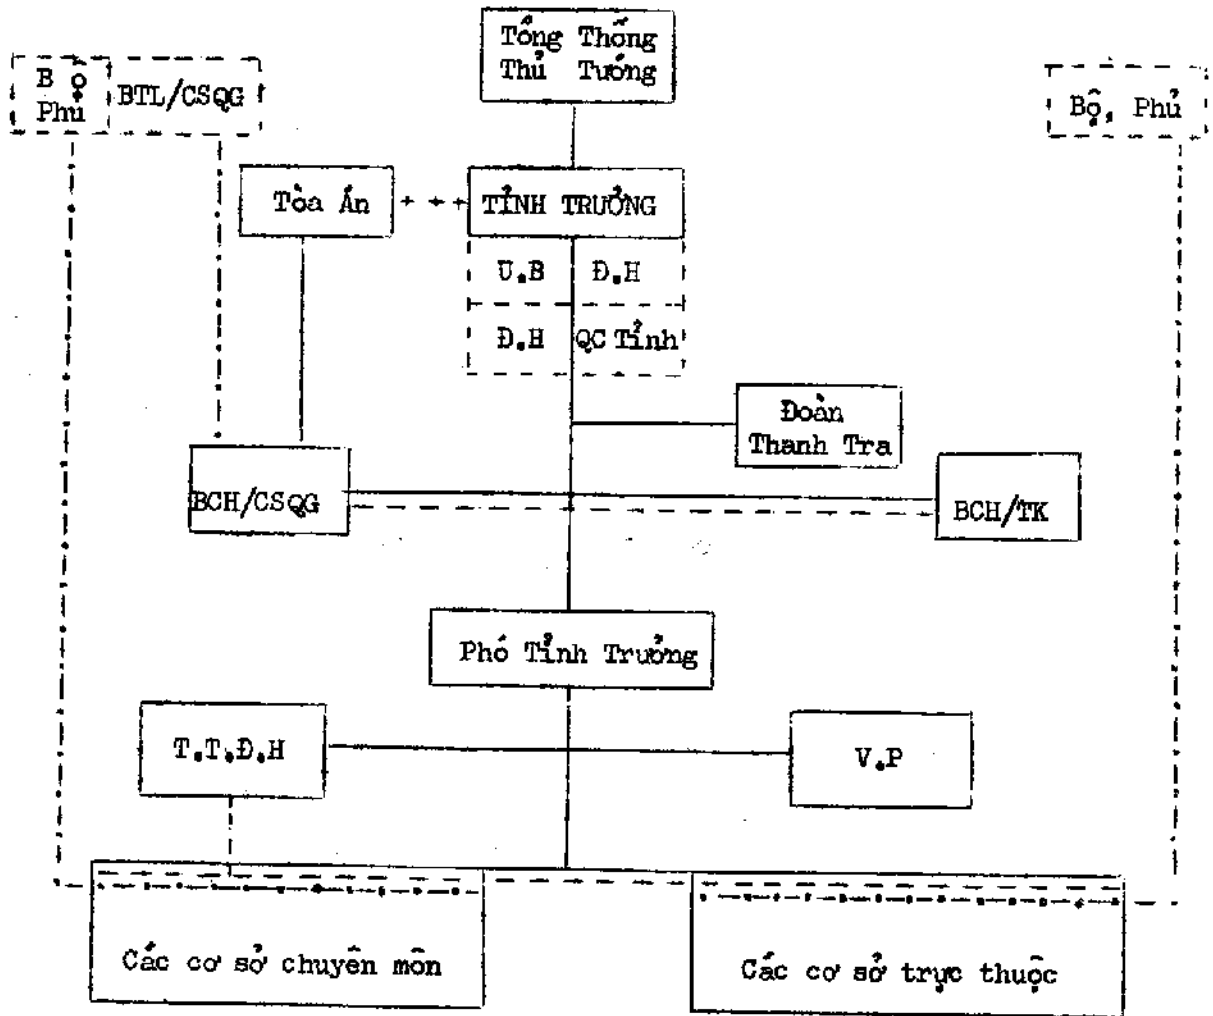 Tổng Thống
Thủ Tướng
Bộ
Phủ
BTL/CSQG
Bộ, Phủ
Tòa Án
TỈNH TRƯỞNG
U.B
Đ.H
Đ.H
QC Tỉnh
Đoàn
Thanh Tra
BCH/CSQG
BCH/TK
Phó Tỉnh Trưởng
T.T.Đ.H
V.P
Các cơ sở chuyên môn
Các cơ sở trực thuộc